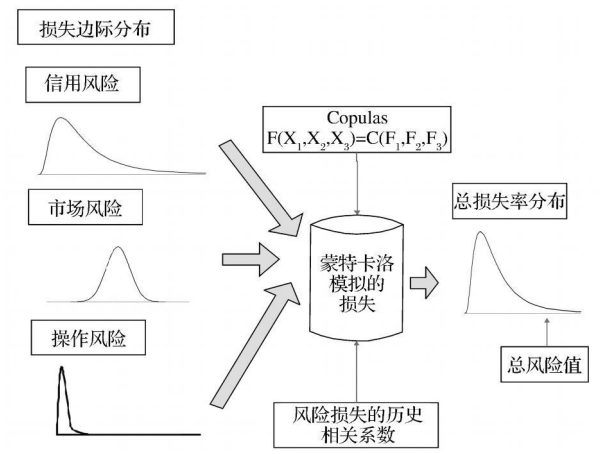 损失边际分布
信用风险
市场风险
操作风险
Copulas
F(X₁,X₂,X₃)=C(F₁,F₂,F₃)
蒙特卡洛
模拟的
损失
风险损失的历史
相关系数
总损失率分布
总风险值